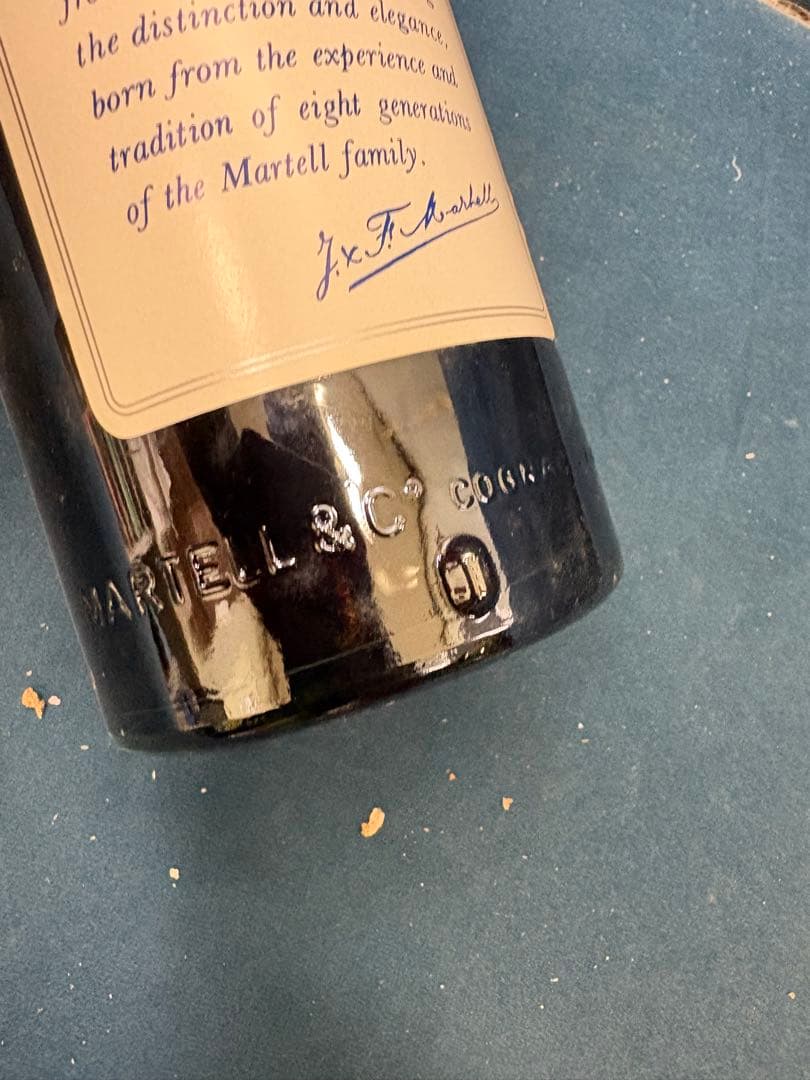 the distinction and elegance,
born from the experience and
tradition of eight generations
of the Martell family.
J. & F. Martell
MARTELL & Cº COGNAC